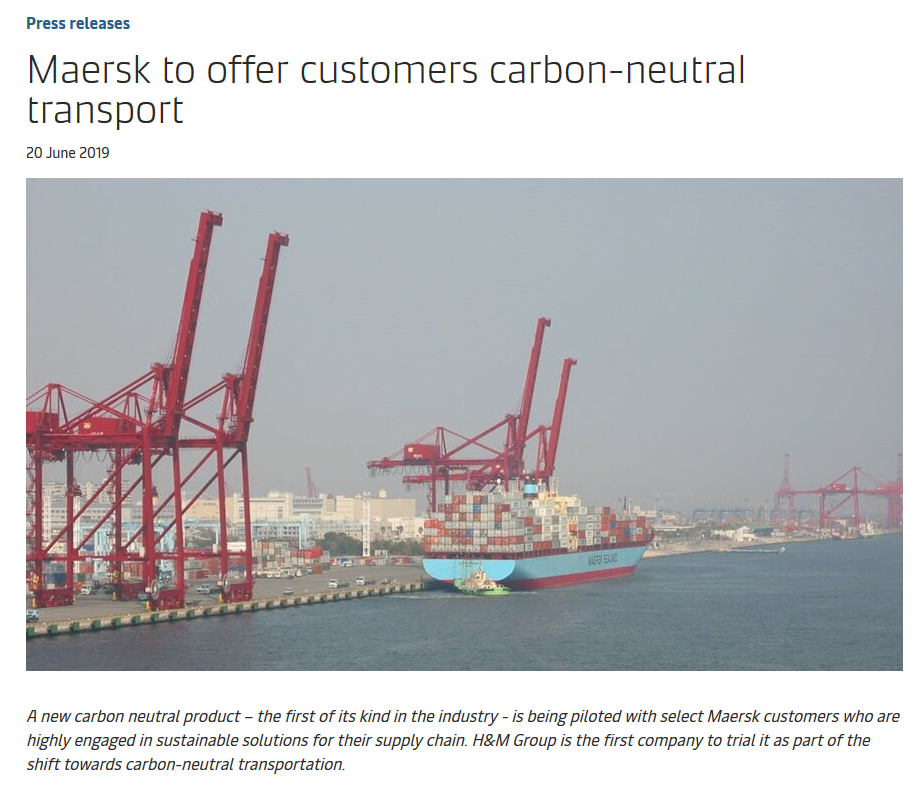 Press releases
Maersk to offer customers carbon-neutral
transport
20 June 2019
MAERSK SEALAND
A new carbon neutral product – the first of its kind in the industry - is being piloted with select Maersk customers who are
highly engaged in sustainable solutions for their supply chain. H&M Group is the first company to trial it as part of the
shift towards carbon-neutral transportation.